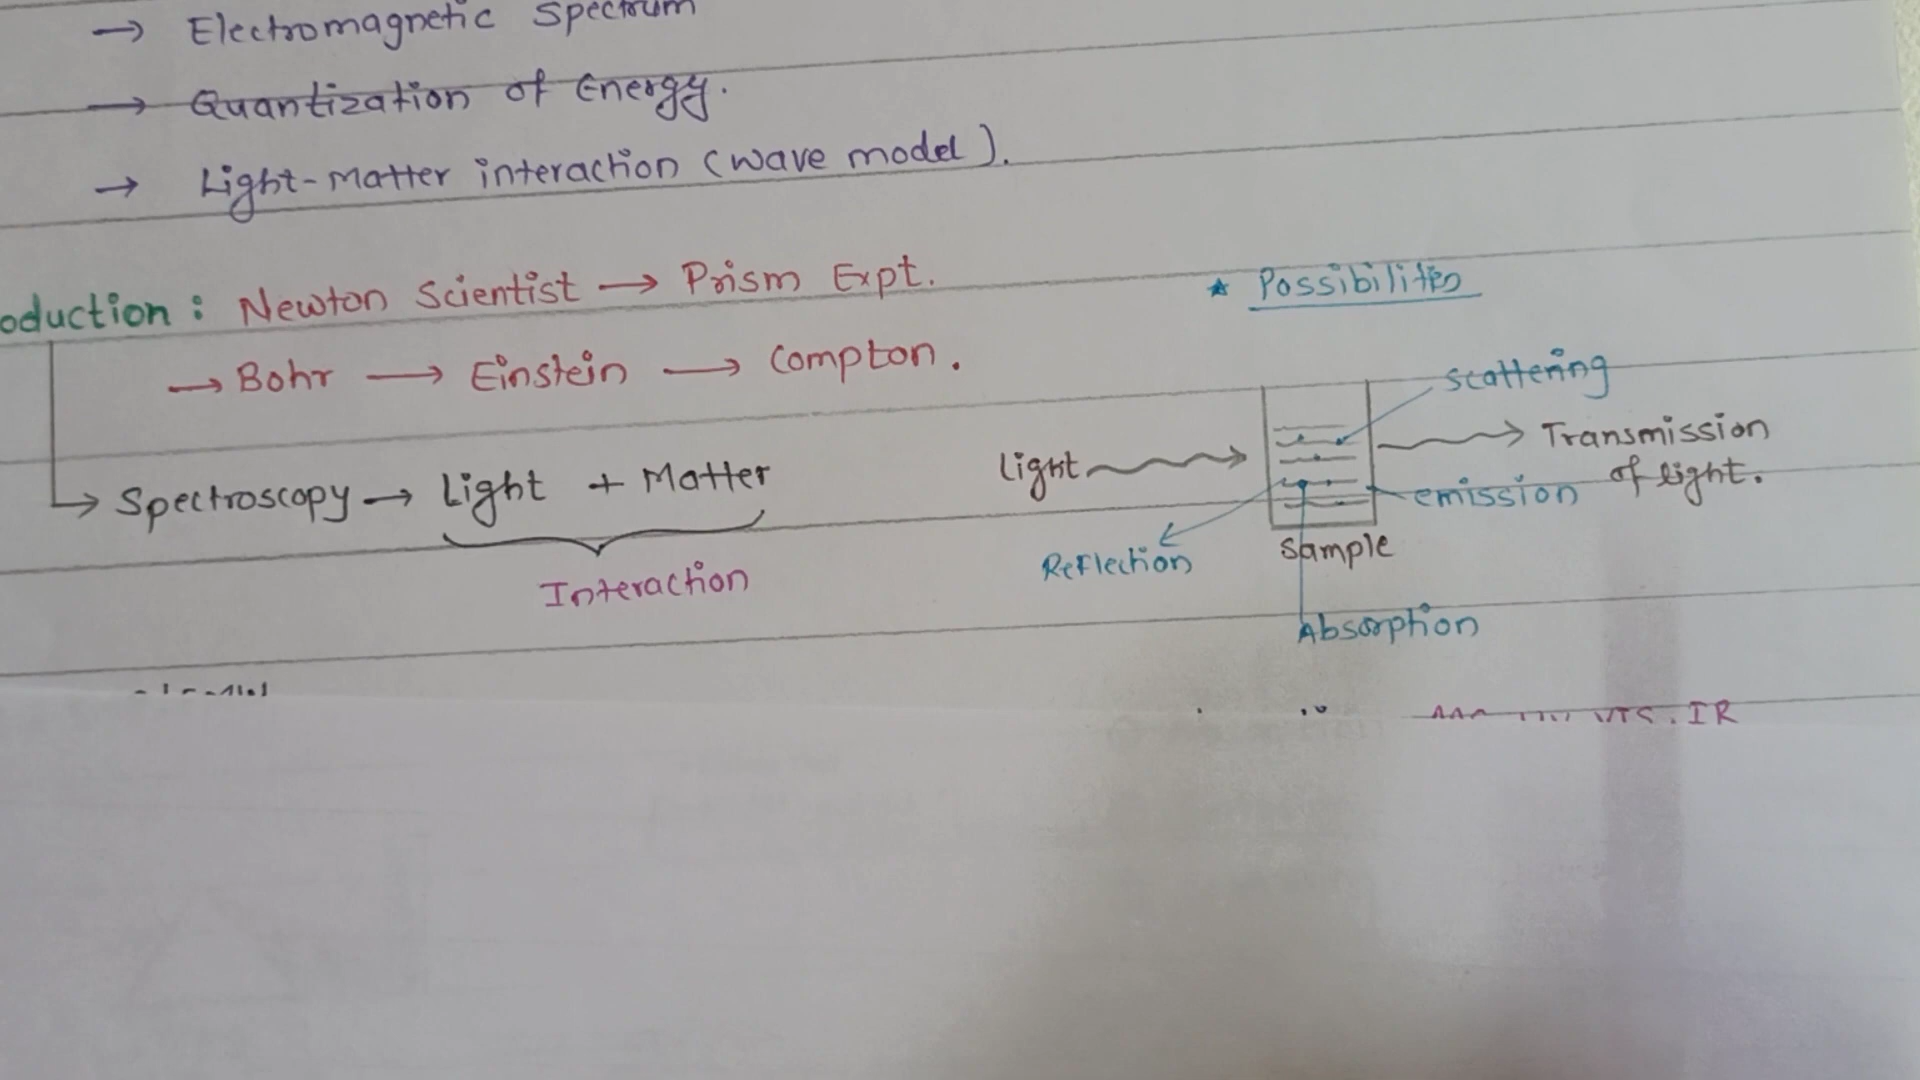 → Electromagnetic Spectrum
→ Quantization of Energy.
→ Light-Matter interaction (wave model).
oduction : Newton Scientist → Prism Expt.
→ Bohr → Einstein → Compton.
* Possibilities
Spectroscopy → Light + Matter
Interaction
Scattering
Light
Transmission
of light.
emission
Reflection
Sample
Absorption
VIS, IR